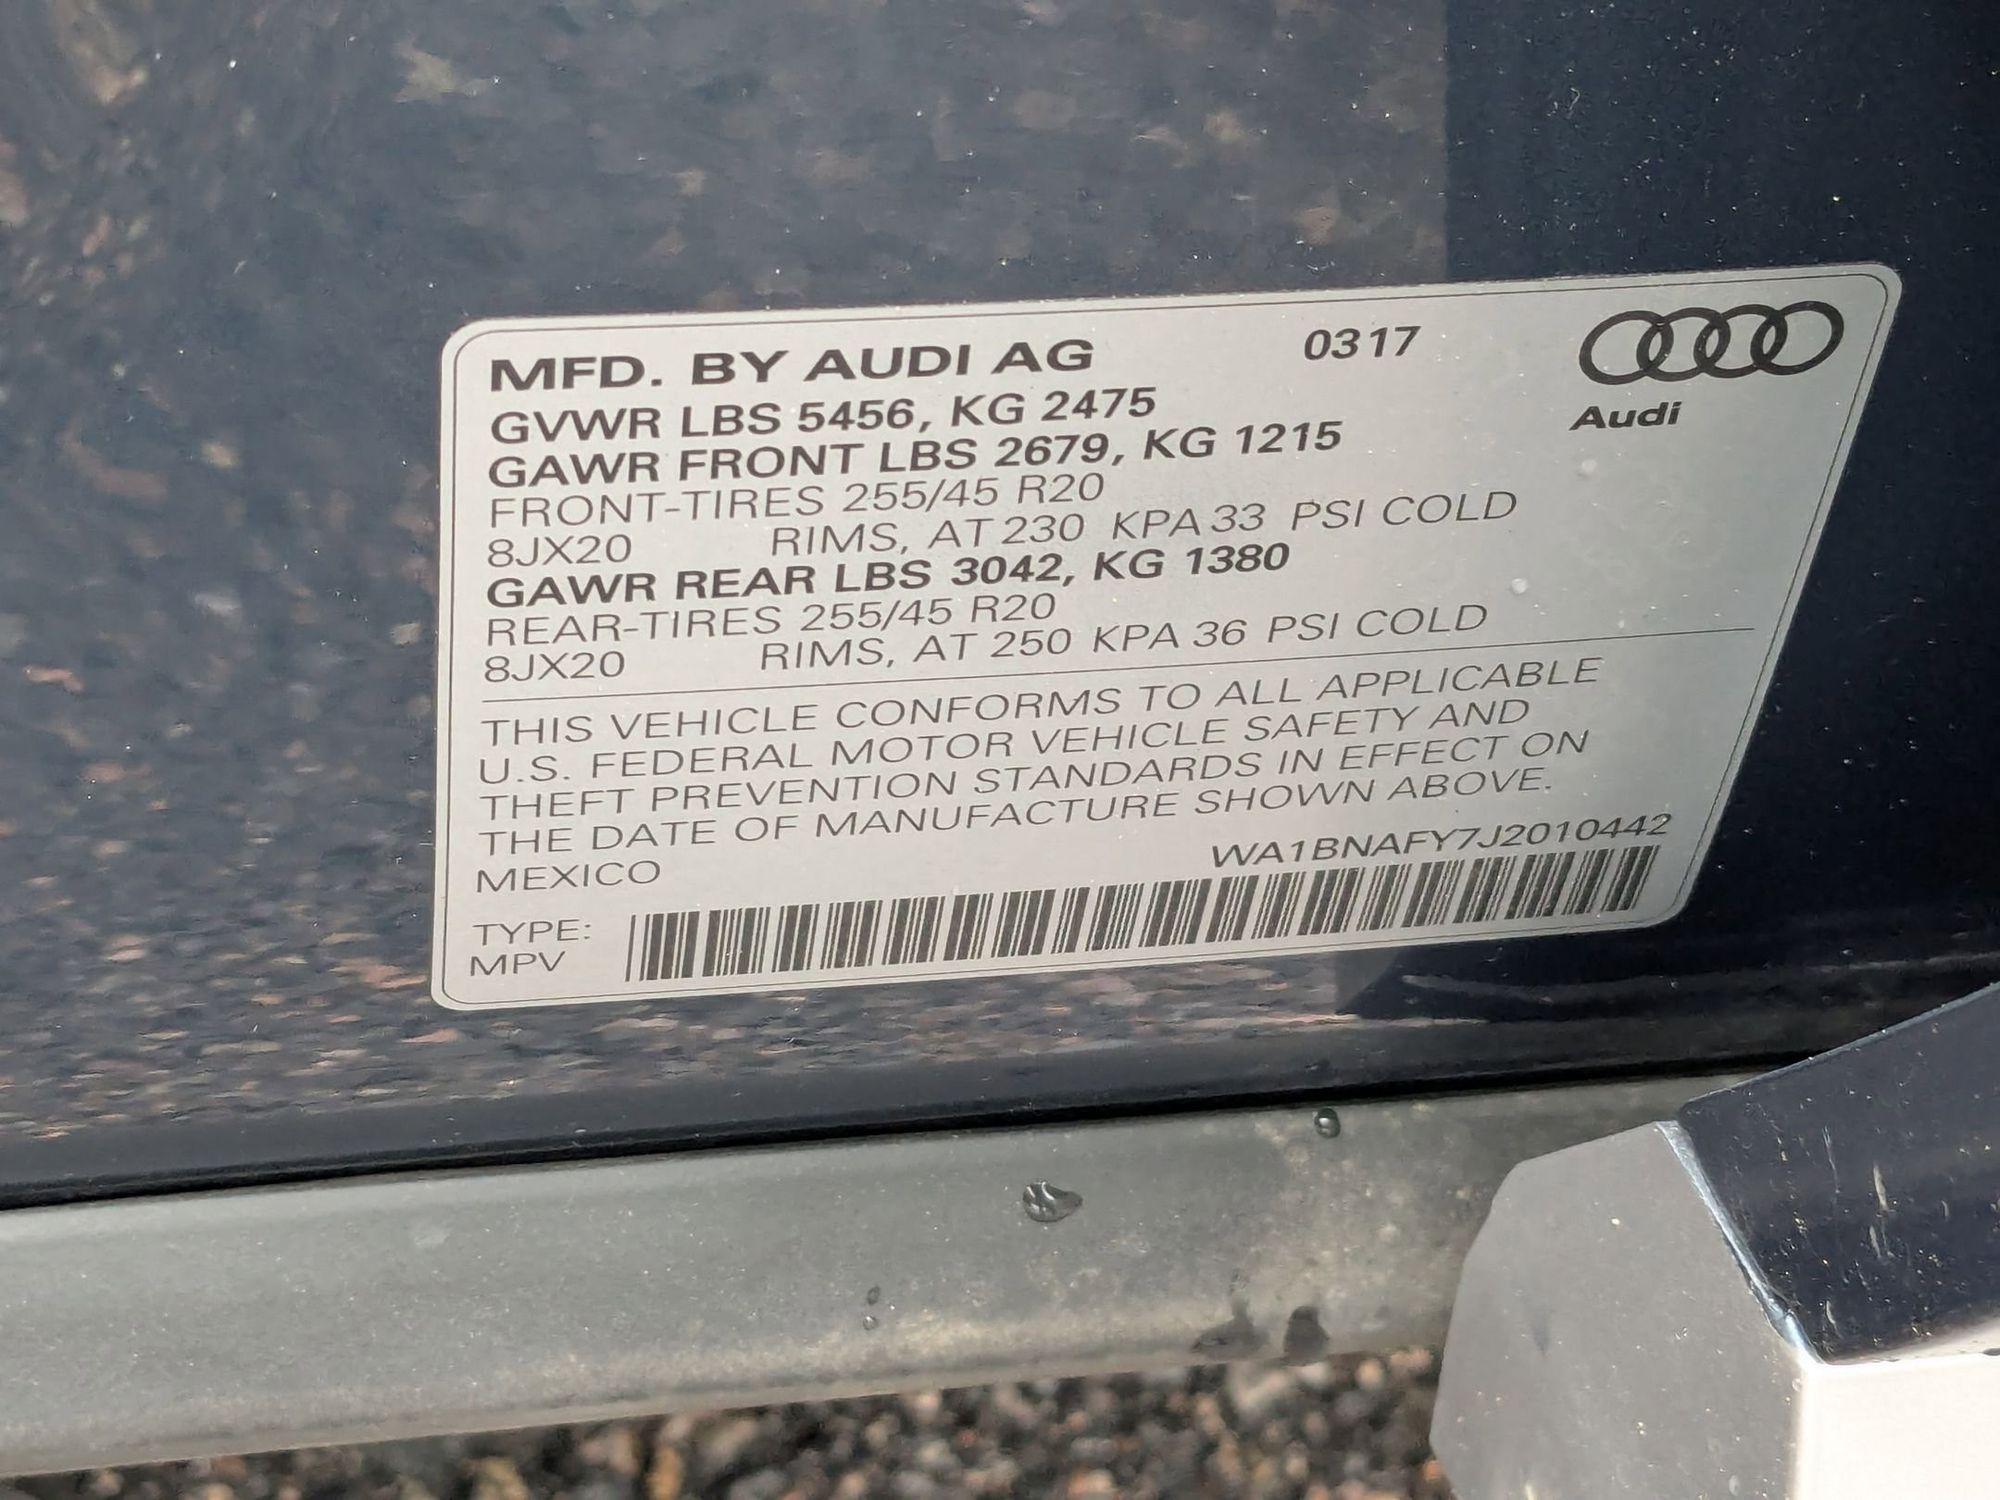 MFD. BY AUDI AG 0317
Audi
GVWR LBS 5456, KG 2475
GAWR FRONT LBS 2679, KG 1215
FRONT-TIRES 255/45 R20
8JX20 RIMS, AT 230 KPA 33 PSI COLD
GAWR REAR LBS 3042, KG 1380
REAR-TIRES 255/45 R20
8JX20 RIMS, AT 250 KPA 36 PSI COLD
THIS VEHICLE CONFORMS TO ALL APPLICABLE
U.S. FEDERAL MOTOR VEHICLE SAFETY AND
THEFT PREVENTION STANDARDS IN EFFECT ON
THE DATE OF MANUFACTURE SHOWN ABOVE.
MEXICO WA1BNAFY7J2010442
TYPE:
MPV